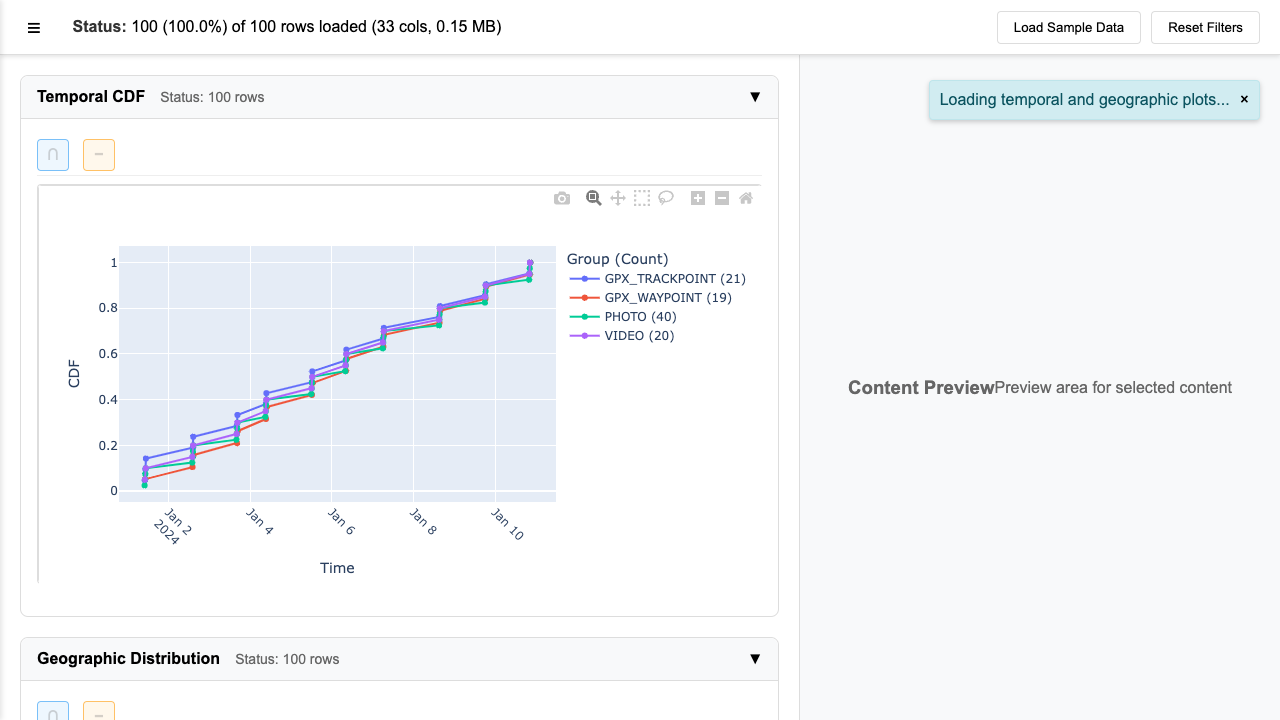 ≡ Status: 100 (100.0%) of 100 rows loaded (33 cols, 0.15 MB) Load Sample Data Reset Filters
Loading temporal and geographic plots... ×
Temporal CDF Status: 100 rows ▼
∩ −
Group (Count)
GPX_TRACKPOINT (21)
GPX_WAYPOINT (19)
PHOTO (40)
VIDEO (20)
1
0.8
0.6
0.4
0.2
0
CDF
Jan 2
2024
Jan 4
Jan 6
Jan 8
Jan 10
Time
Content Preview Preview area for selected content
Geographic Distribution Status: 100 rows ▼
∩ −